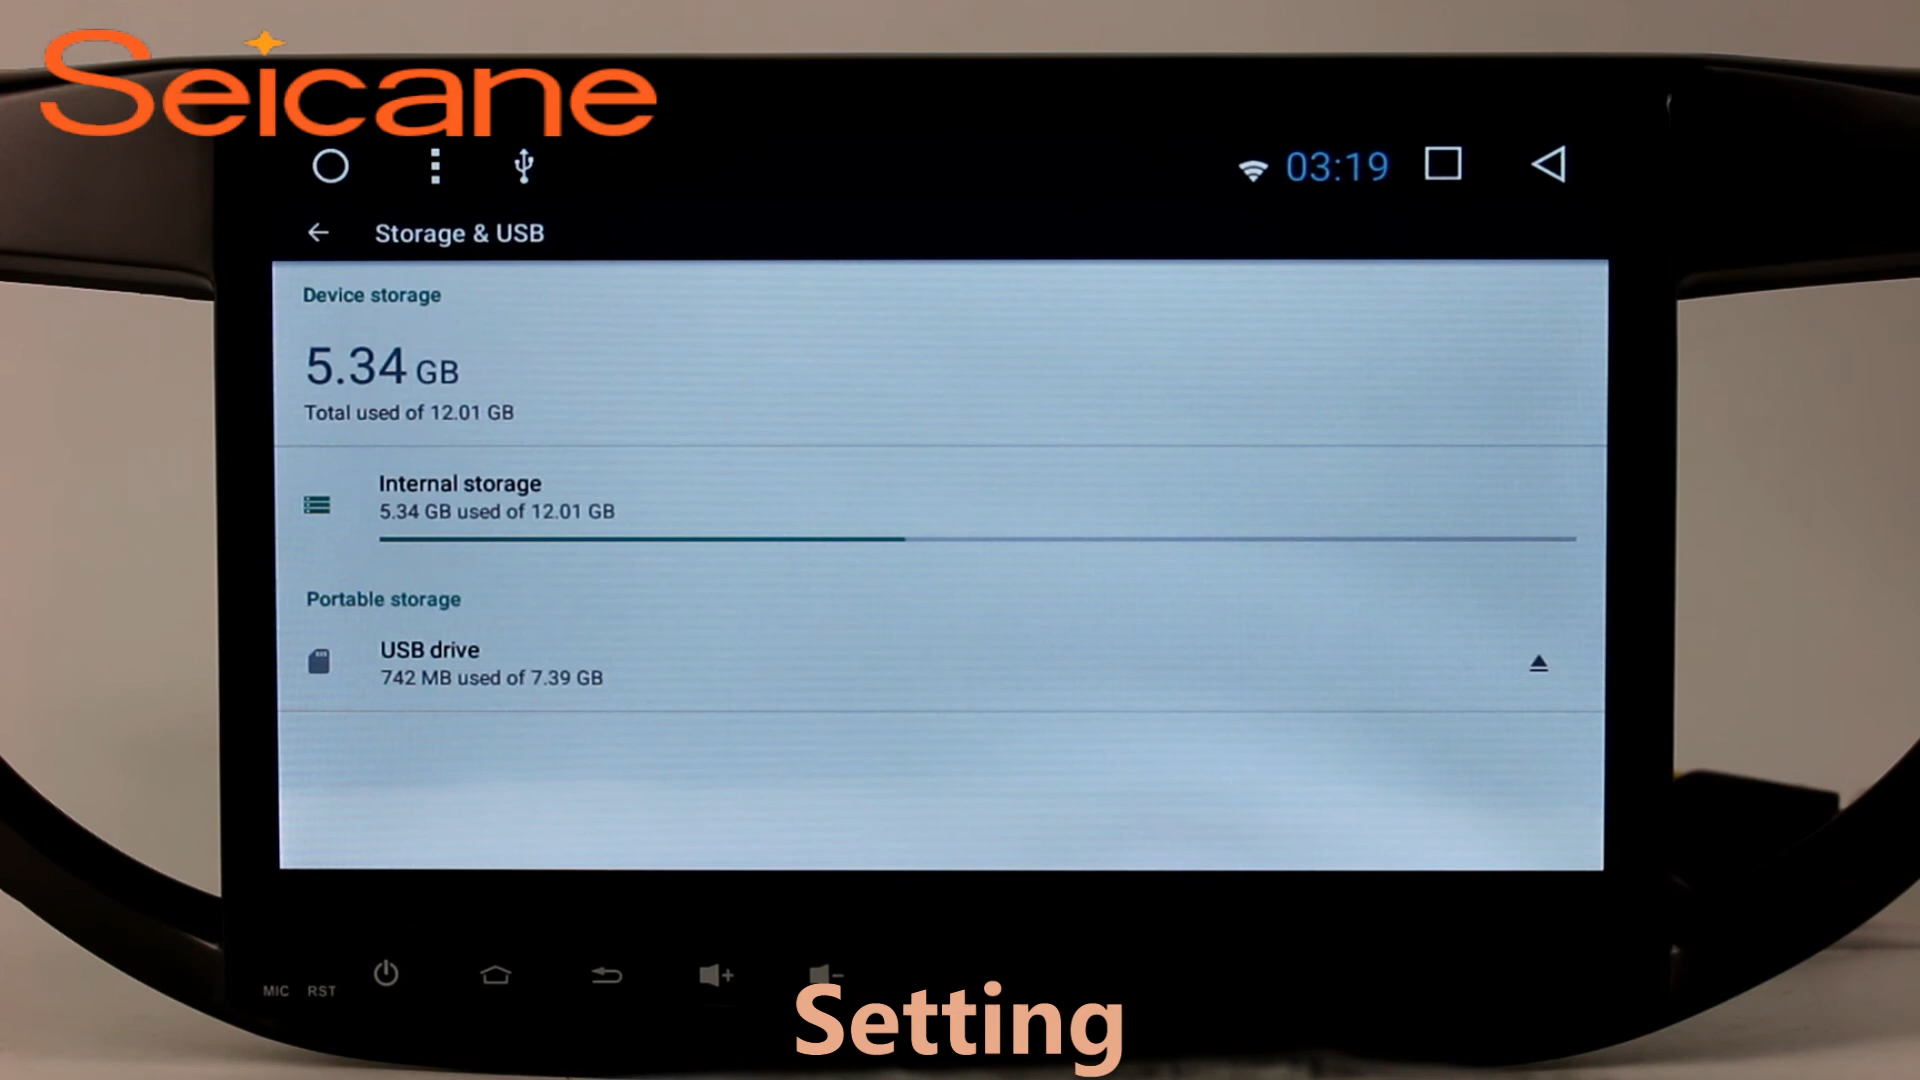 Seicane
03:19
Storage & USB
Device storage
5.34 GB
Total used of 12.01 GB
Internal storage
5.34 GB used of 12.01 GB
Portable storage
USB drive
742 MB used of 7.39 GB
MIC RST
Setting